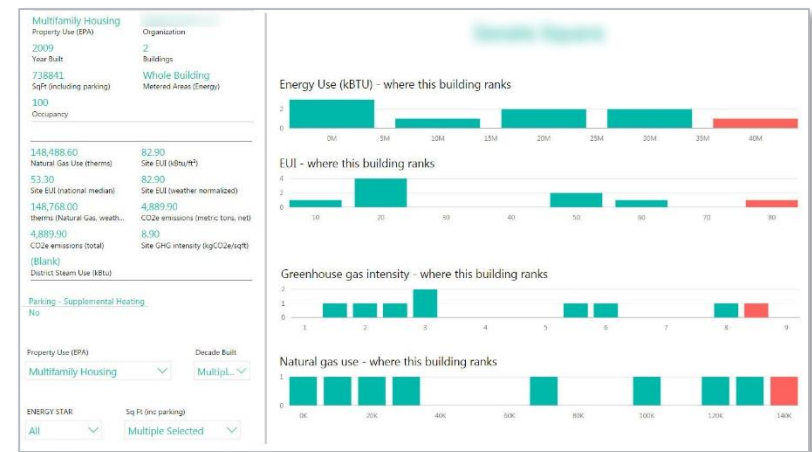 Multifamily Housing
Property Use (EPA) Organization
2009 2
Year Built Buildings
738841 Whole Building
SqFt (including parking) Metered Areas (Energy)
100
Occupancy
148,488.60 82.90
Natural Gas Use (therms) Site EUI (kBtu/ft²)
53.30 82.90
Site EUI (national median) Site EUI (weather normalized)
148,768.00 4,889.90
therms (Natural Gas, weath... CO2e emissions (metric tons, net)
4,889.90 8.90
CO2e emissions (total) Site GHG intensity (kgCO2e/sqft)
(Blank)
District Steam Use (kBtu)
Parking - Supplemental Heating
No
Property Use (EPA) Decade Built
Multifamily Housing Multipl...
ENERGY STAR Sq Ft (inc parking)
All Multiple Selected
Energy Use (kBTU) - where this building ranks
2
0
0M 5M 10M 15M 20M 25M 30M 35M 40M
EUI - where this building ranks
4
2
0
10 20 30 40 50 60 70 80
Greenhouse gas intensity - where this building ranks
2
1
0
1 2 3 4 5 6 7 8 9
Natural gas use - where this building ranks
1
0
0K 20K 40K 60K 80K 100K 120K 140K